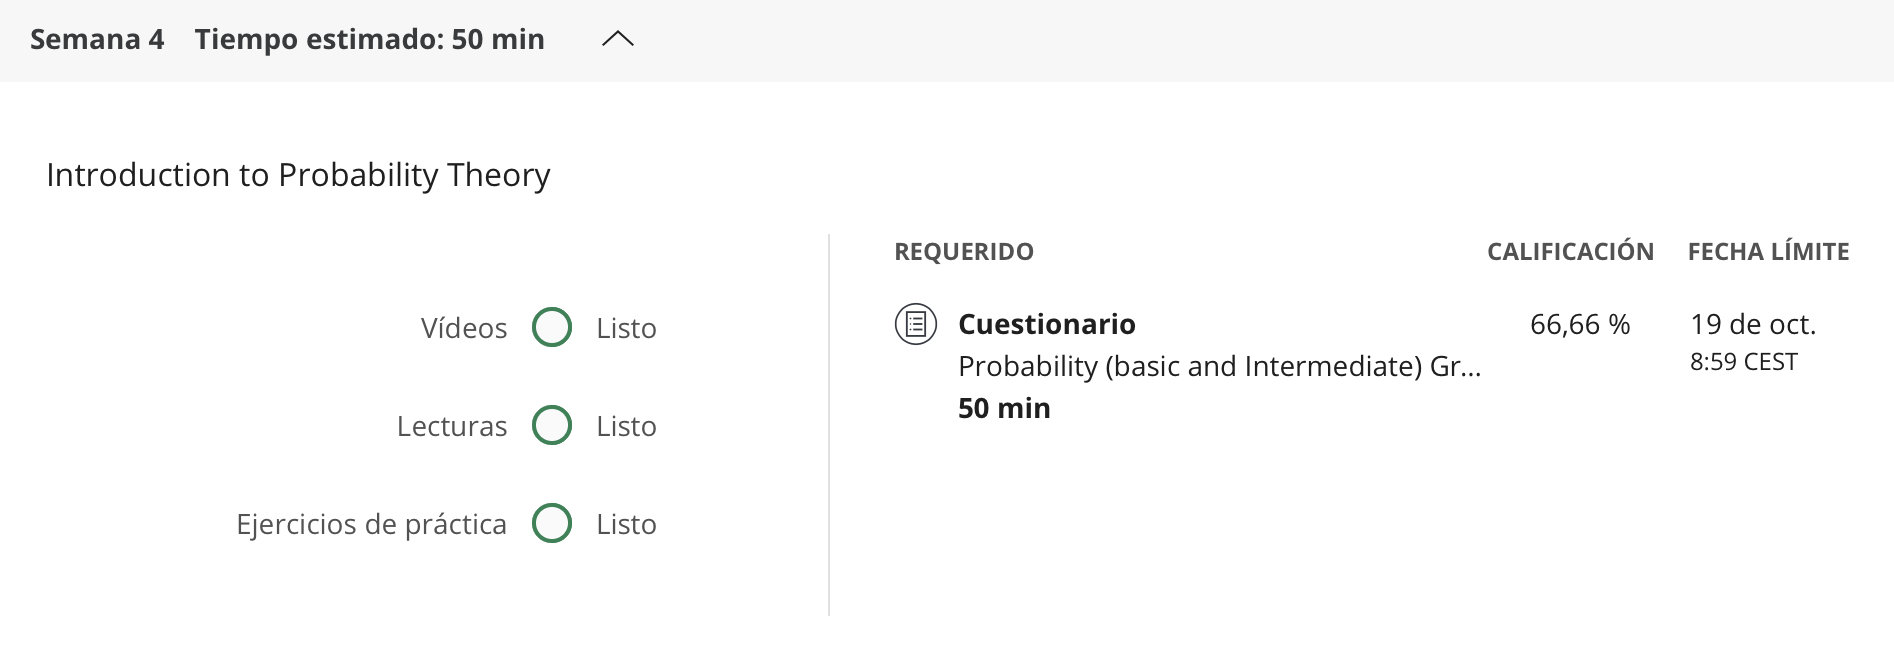 Semana 4 Tiempo estimado: 50 min
Introduction to Probability Theory
Vídeos Listo
Lecturas Listo
Ejercicios de práctica Listo
REQUERIDO CALIFICACIÓN FECHA LÍMITE
Cuestionario 66,66 % 19 de oct.
Probability (basic and Intermediate) Gr... 8:59 CEST
50 min